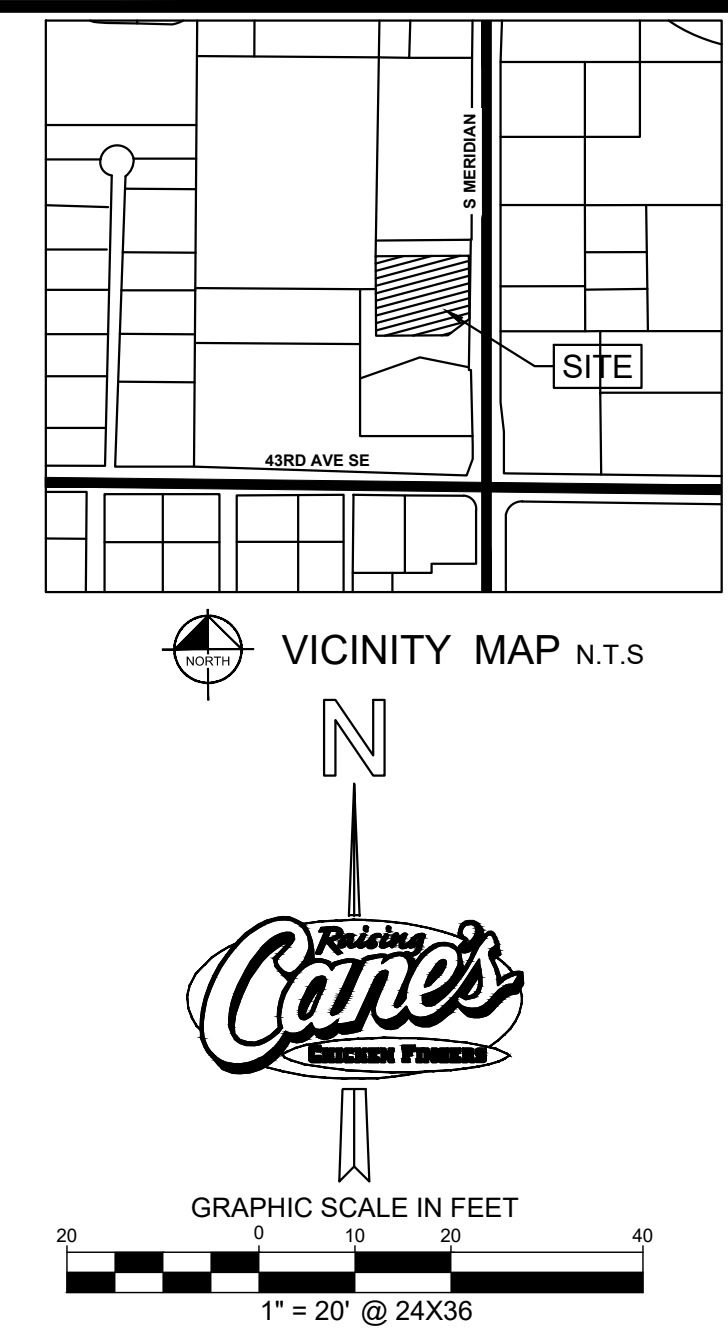 S MERIDIAN
SITE
43RD AVE SE
NORTH
VICINITY MAP N.T.S
N
Raising
Cane's
CHICKEN FINGERS
GRAPHIC SCALE IN FEET
20 0 10 20 40
1" = 20' @ 24X36